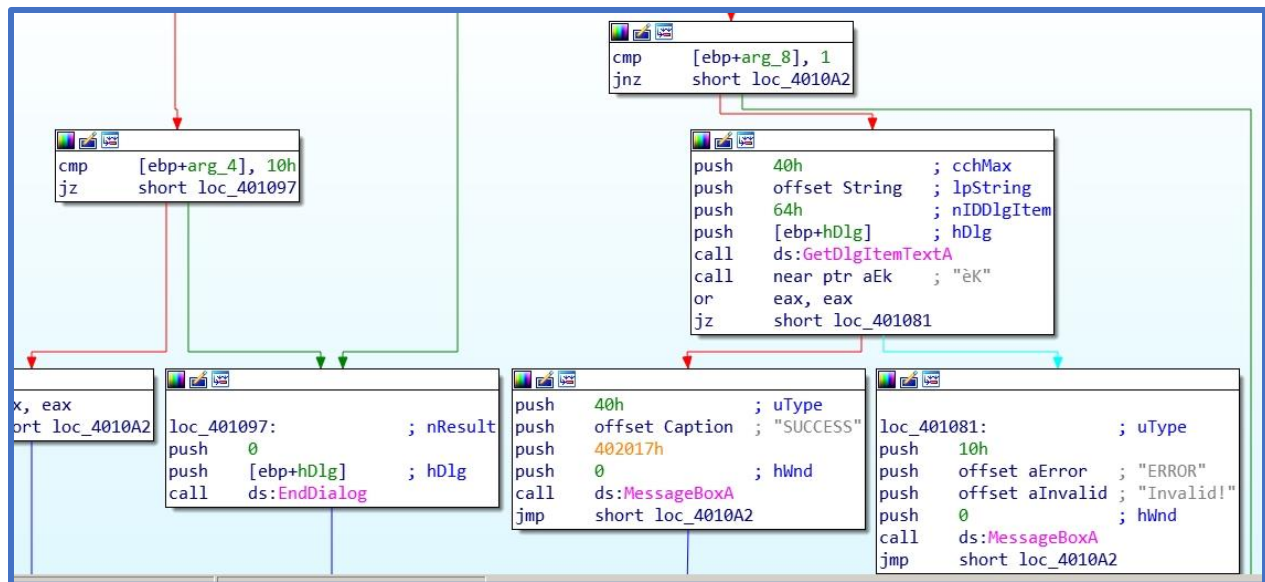 cmp [ebp+arg_8], 1
jnz short loc_4010A2
cmp [ebp+arg_4], 10h
jz short loc_401097
push 40h ; cchMax
push offset String ; lpString
push 64h ; nIDDlgItem
push [ebp+hDlg] ; hDlg
call ds:GetDlgItemTextA
call near ptr aEk ; "èK"
or eax, eax
jz short loc_401081
x, eax
ort loc_4010A2
loc_401097: ; nResult
push 0
push [ebp+hDlg] ; hDlg
call ds:EndDialog
push 40h ; uType
push offset Caption ; "SUCCESS"
push 402017h
push 0 ; hWnd
call ds:MessageBoxA
jmp short loc_4010A2
loc_401081: ; uType
push 10h
push offset aError ; "ERROR"
push offset aInvalid ; "Invalid!"
push 0 ; hWnd
call ds:MessageBoxA
jmp short loc_4010A2